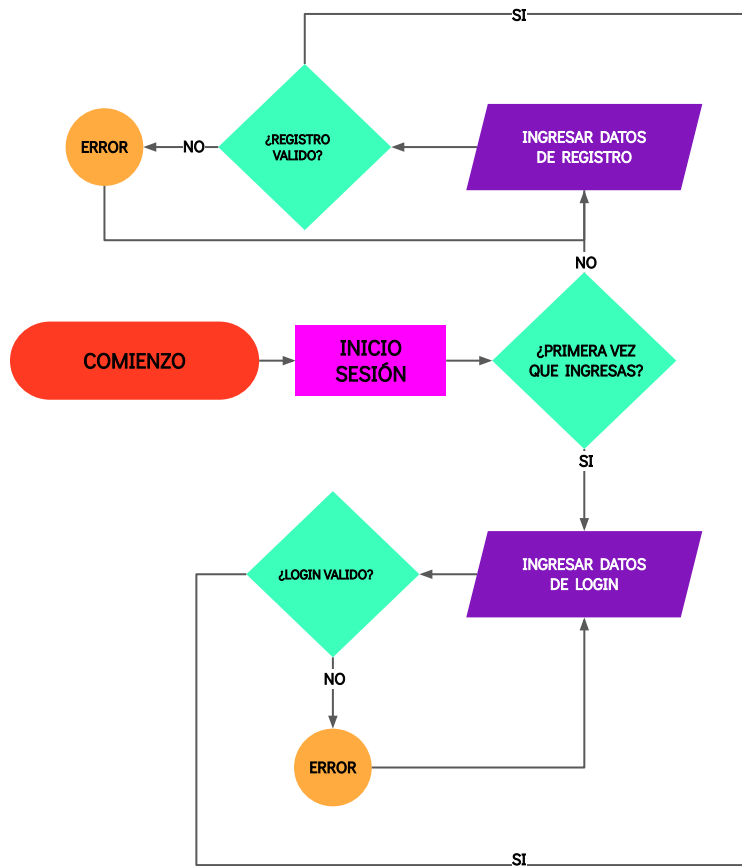 SI
¿REGISTRO
VALIDO?
NO
ERROR
INGRESAR DATOS
DE REGISTRO
NO
COMIENZO
INICIO
SESIÓN
¿PRIMERA VEZ
QUE INGRESAS?
SI
INGRESAR DATOS
DE LOGIN
¿LOGIN VALIDO?
NO
ERROR
SI